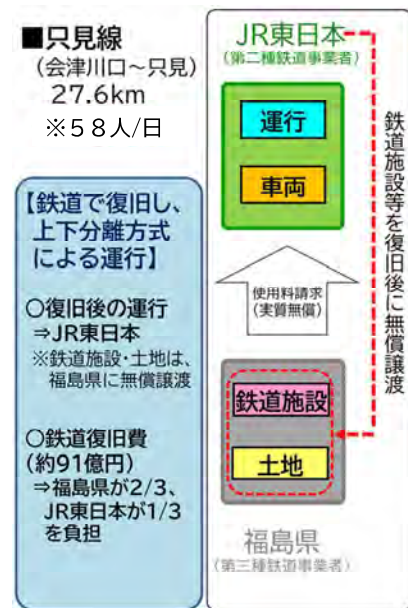 ■只見線
(会津川口～只見)
27.6km
※５８人/日
【鉄道で復旧し、
上下分離方式
による運行】
○復旧後の運行
⇒JR東日本
※鉄道施設・土地は、
福島県に無償譲渡
○鉄道復旧費
(約91億円)
⇒福島県が2/3、
JR東日本が1/3
を負担
JR東日本
(第二種鉄道事業者)
運行
車両
使用料請求
(実質無償)
鉄道施設
土地
福島県
(第三種鉄道事業者)
鉄道施設等を復旧後に無償譲渡